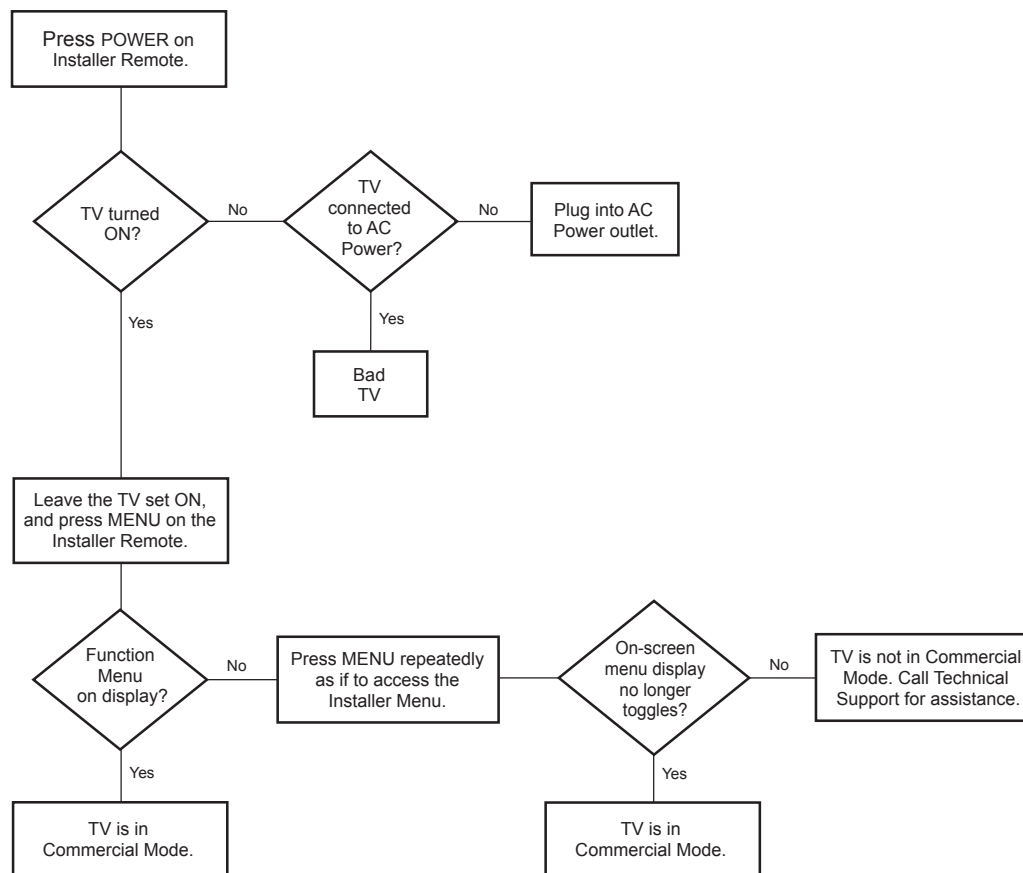 Press POWER on
Installer Remote.
TV turned
ON?
No
TV
connected
to AC
Power?
No
Plug into AC
Power outlet.
Yes
Yes
Bad
TV
Leave the TV set ON,
and press MENU on the
Installer Remote.
Function
Menu
on display?
No
Press MENU repeatedly
as if to access the
Installer Menu.
On-screen
menu display
no longer
toggles?
No
TV is not in Commercial
Mode. Call Technical
Support for assistance.
Yes
TV is in
Commercial Mode.
Yes
TV is in
Commercial Mode.